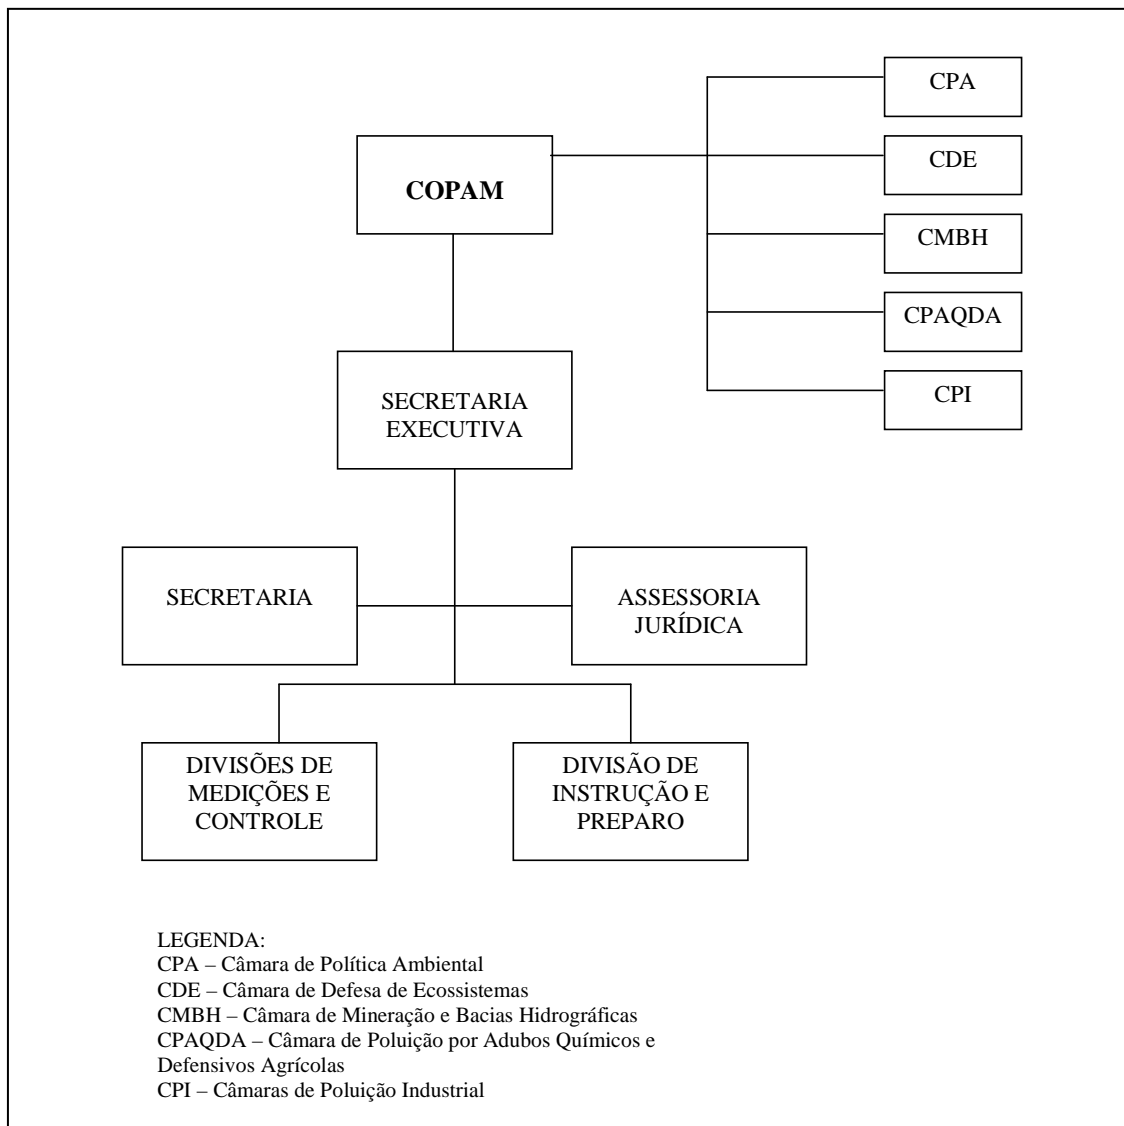 CPA
CDE
COPAM
CMBH
CPAQDA
CPI
SECRETARIA
EXECUTIVA
SECRETARIA
ASSESSORIA
JURÍDICA
DIVISÕES DE
MEDIÇÕES E
CONTROLE
DIVISÃO DE
INSTRUÇÃO E
PREPARO
LEGENDA:
CPA – Câmara de Política Ambiental
CDE – Câmara de Defesa de Ecossistemas
CMBH – Câmara de Mineração e Bacias Hidrográficas
CPAQDA – Câmara de Poluição por Adubos Químicos e
Defensivos Agrícolas
CPI – Câmaras de Poluição Industrial